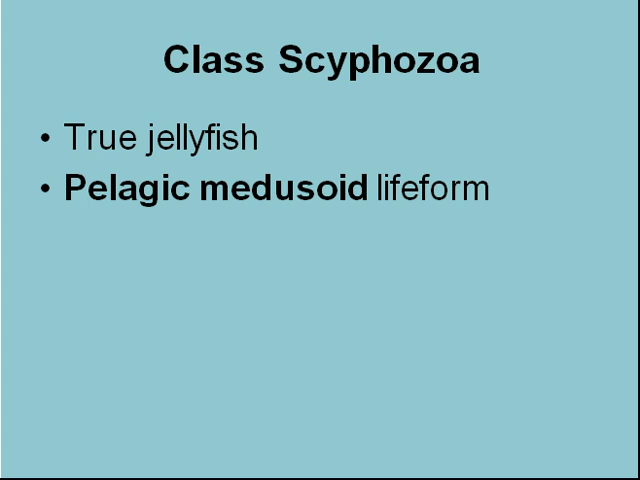 Class Scyphozoa
• True jellyfish
• Pelagic medusoid lifeform